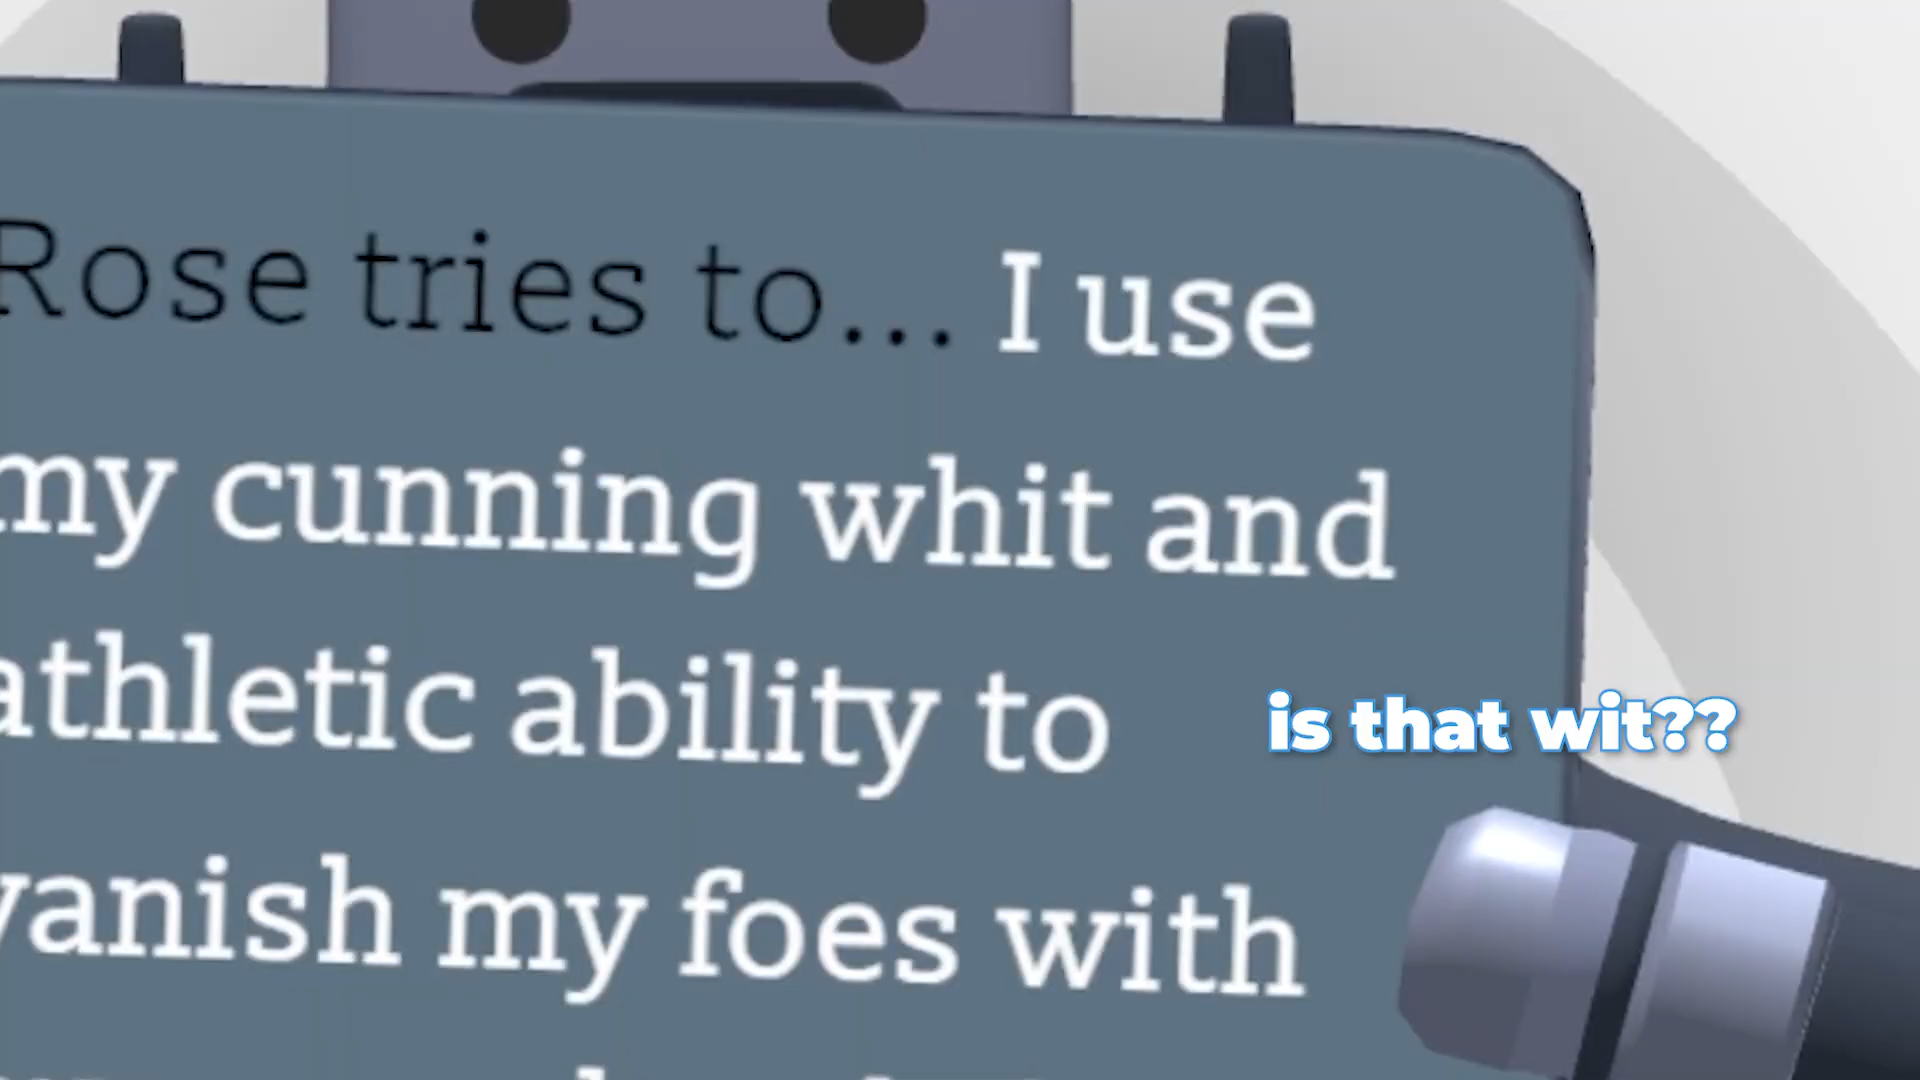 Rose tries to... I use
my cunning whit and
athletic ability to
is that wit??
vanish my foes with